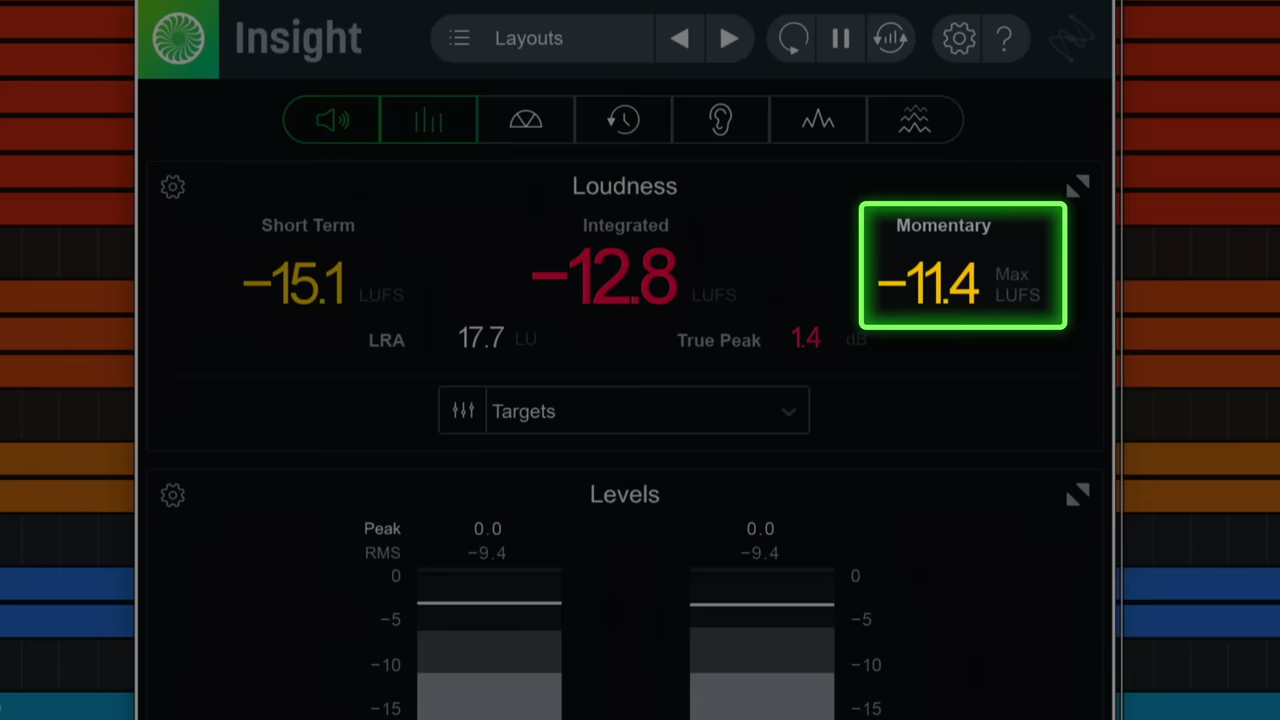 Insight
Layouts
?
Loudness
Short Term
Integrated
Momentary
-15.1 LUFS
-12.8 LUFS
-11.4 Max LUFS
LRA 17.7 LU
True Peak 1.4 dB
Targets
Levels
Peak 0.0 0.0
RMS -9.4 -9.4
0 0
-5 -5
-10 -10
-15 -15